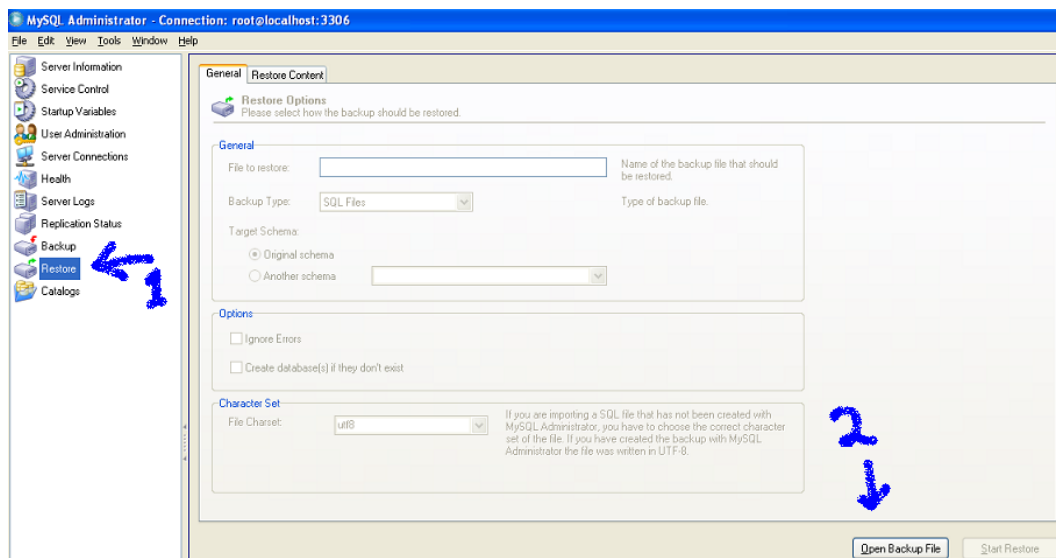 MySQL Administrator - Connection: root@localhost:3306
File Edit View Tools Window Help
Server Information
Service Control
Startup Variables
User Administration
Server Connections
Health
Server Logs
Replication Status
Backup
Restore
Catalogs
1
General Restore Content
Restore Options
Please select how the backup should be restored.
General
File to restore:
Name of the backup file that should
be restored.
Backup Type: SQL Files Type of backup file.
Target Schema:
Original schema
Another schema
Options
Ignore Errors
Create database(s) if they don't exist
Character Set
File Charset: utf8
If you are importing a SQL file that has not been created with
MySQL Administrator, you have to choose the correct character
set of the file. If you have created the backup with MySQL
Administrator the file was written in UTF-8.
2
Open Backup File Start Restore